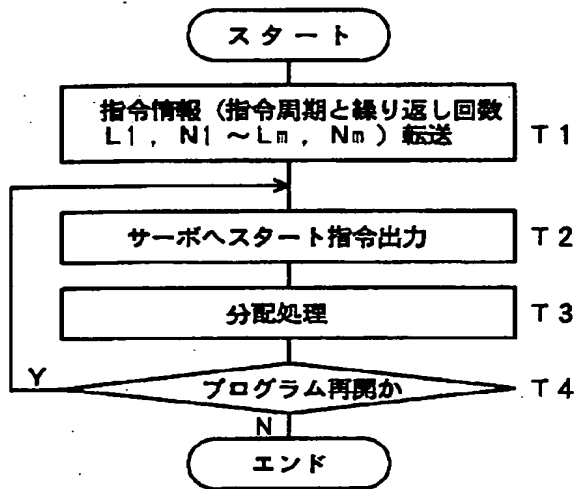 スタート
指令情報（指令周期と繰り返し回数
L1，N1～Lm，Nm）転送
T1
サーボへスタート指令出力
T2
分配処理
T3
プログラム再開か
T4
Y
N
エンド